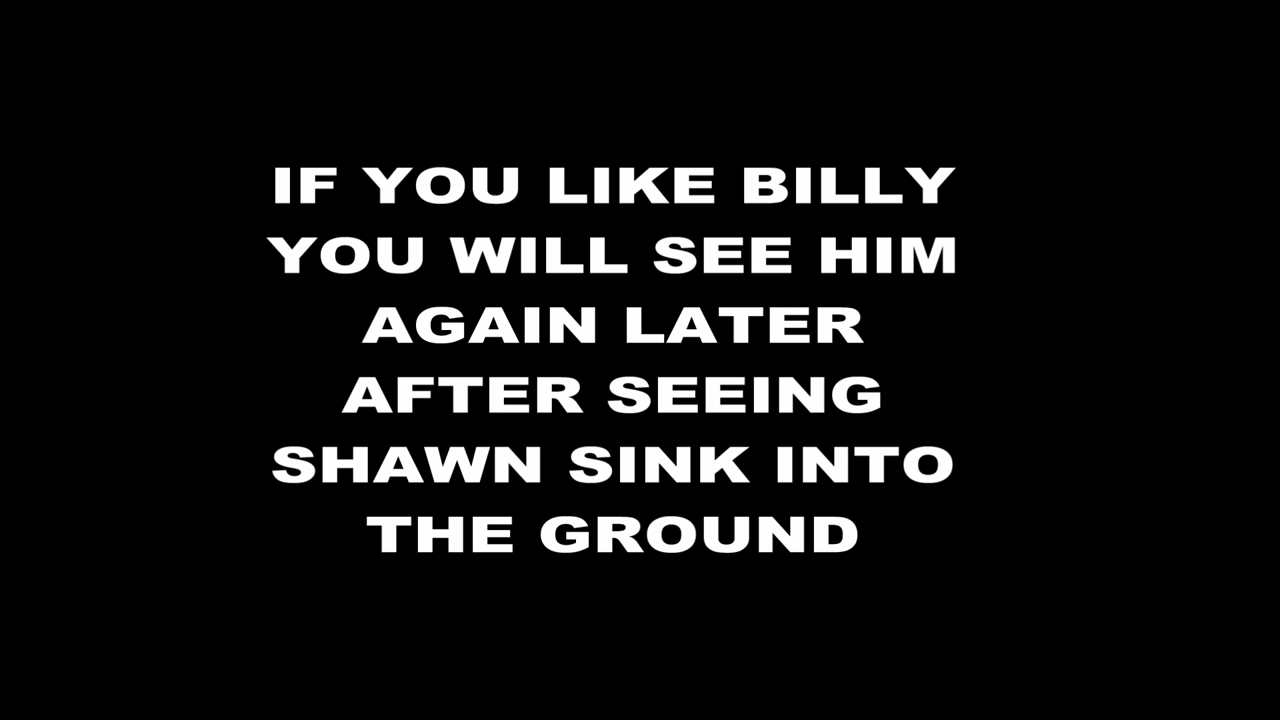 IF YOU LIKE BILLY
YOU WILL SEE HIM
AGAIN LATER
AFTER SEEING
SHAWN SINK INTO
THE GROUND